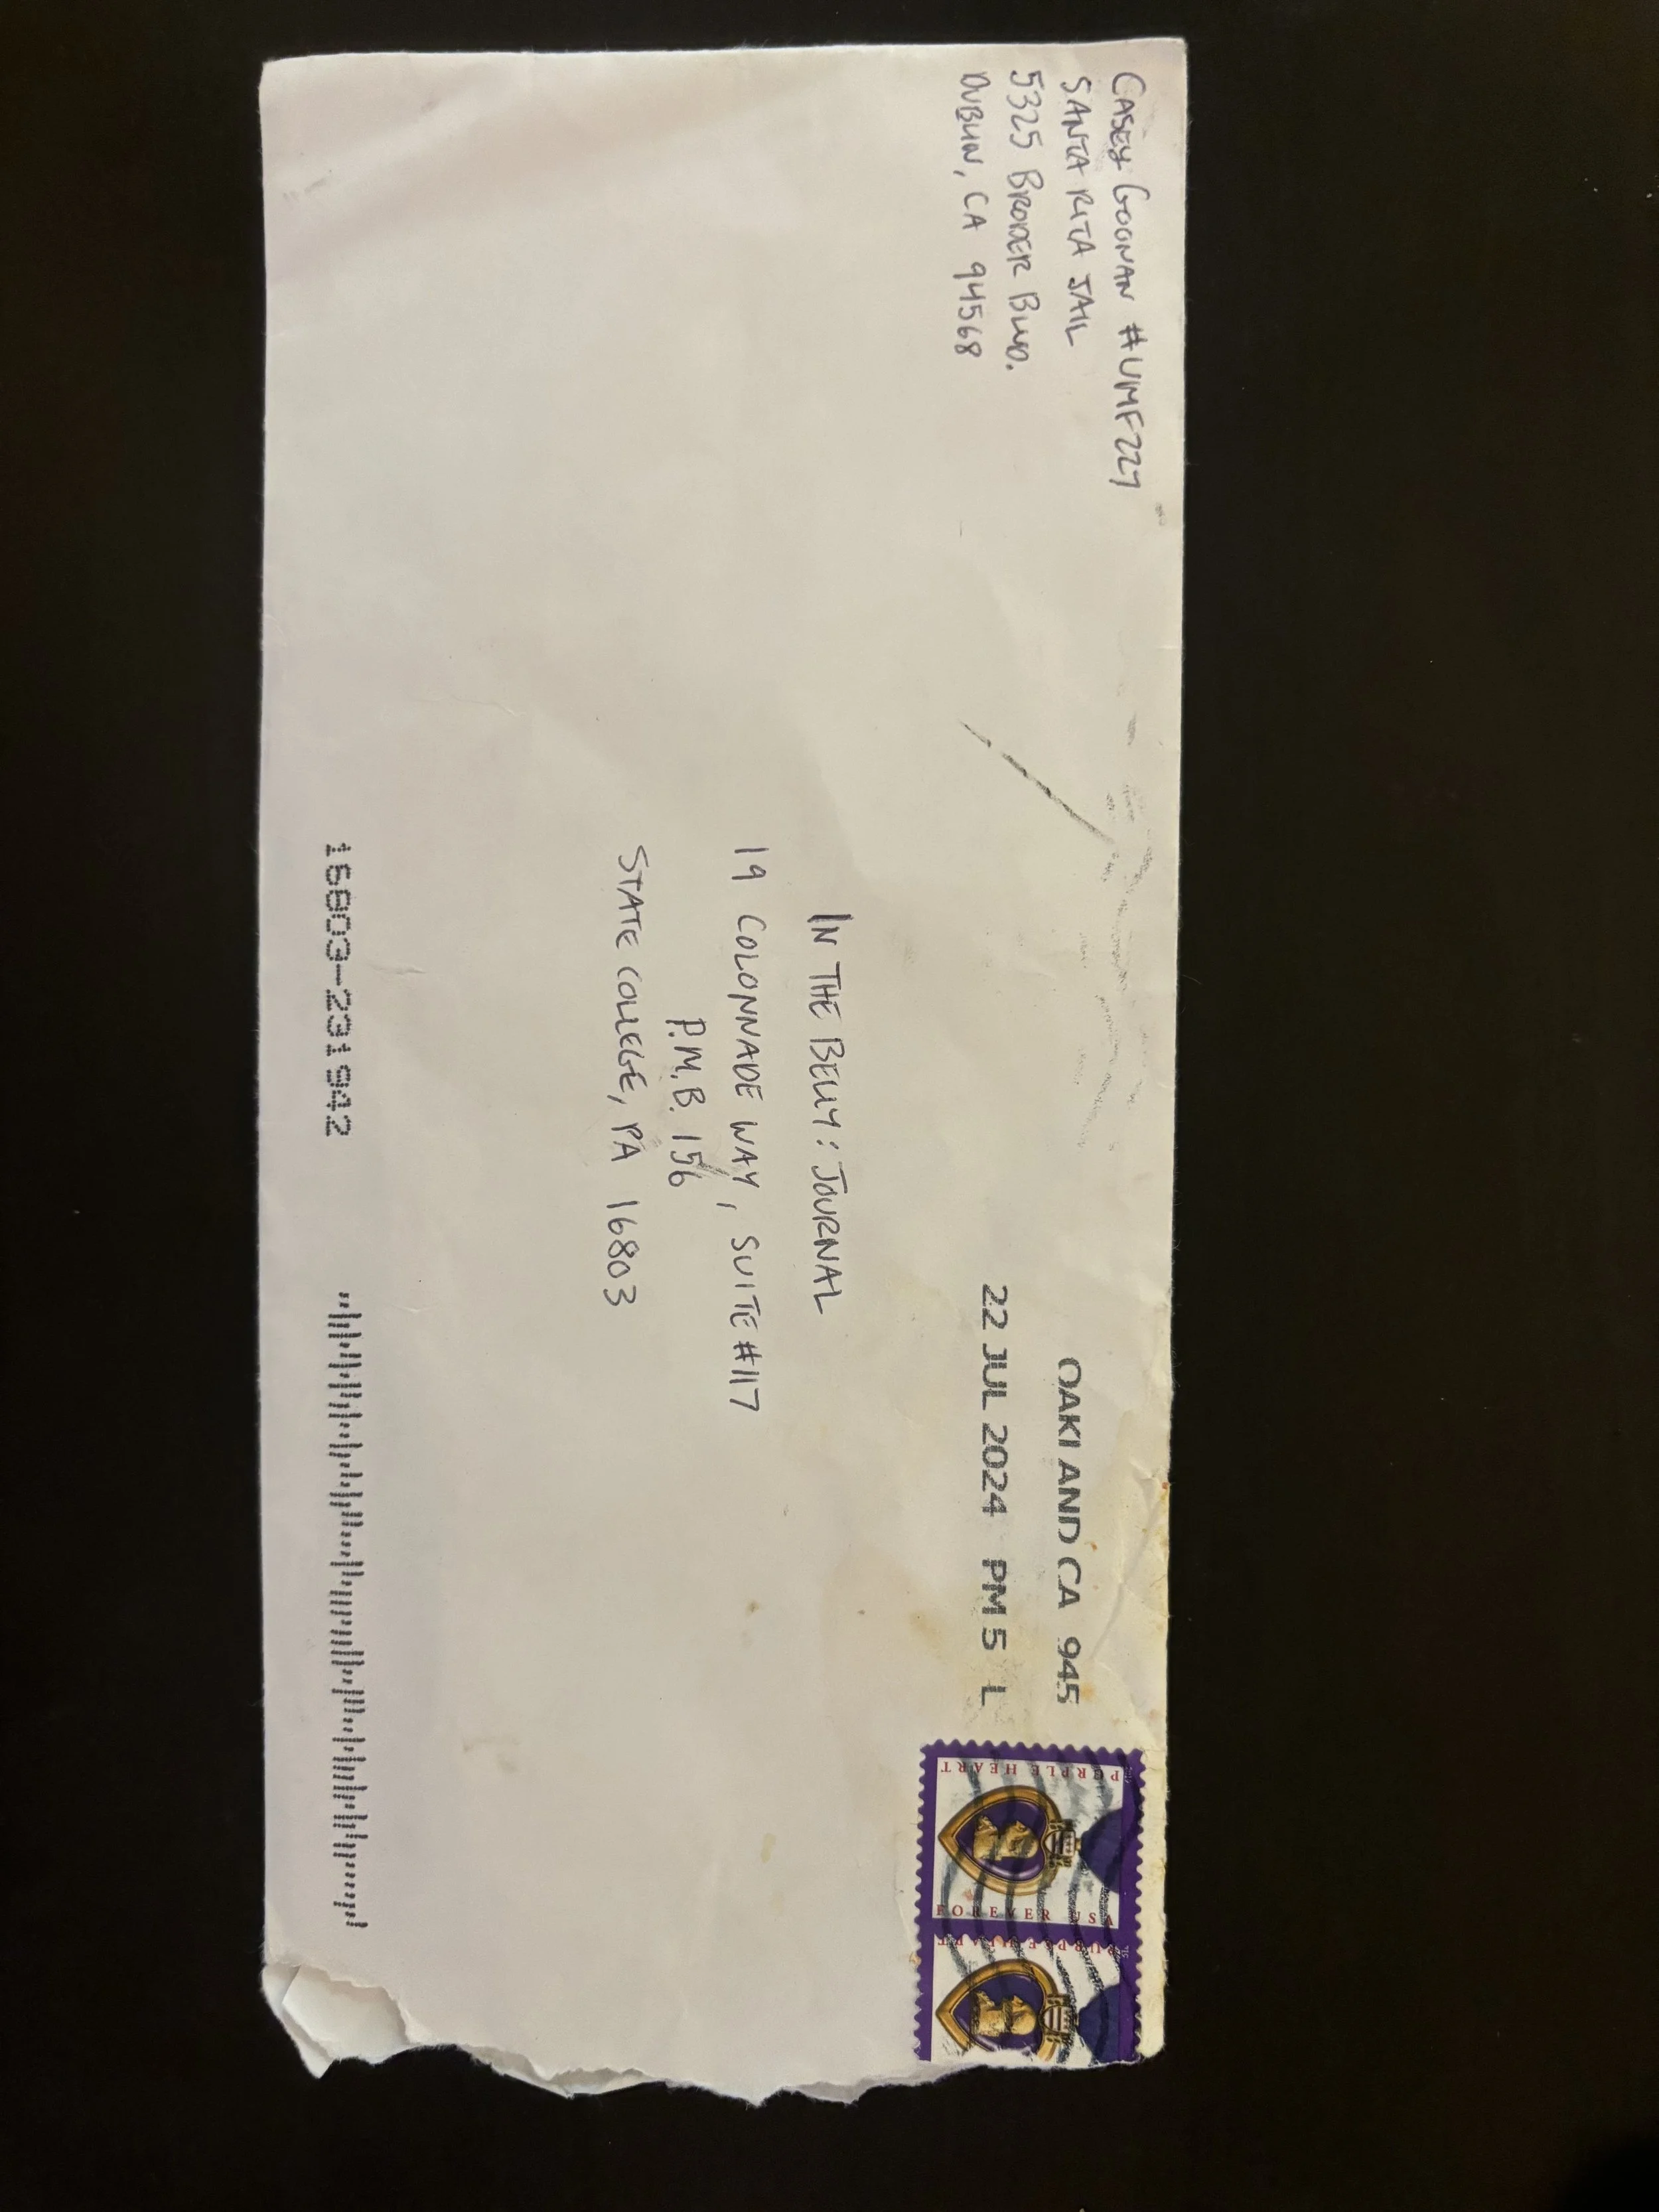 CASEY GOONAN #UMF227
SANTA RITA JAIL
5325 BRODER BLVD.
DUBLIN, CA 94568
OAKLAND CA 945
22 JUL 2024 PM 5 L
PURPLE HEART
FOREVER USA
PURPLE HEART
IN THE BELLY: JOURNAL
19 COLONNADE WAY, SUITE #117
P.M.B. 156
STATE COLLEGE, PA 16803
16803-231942